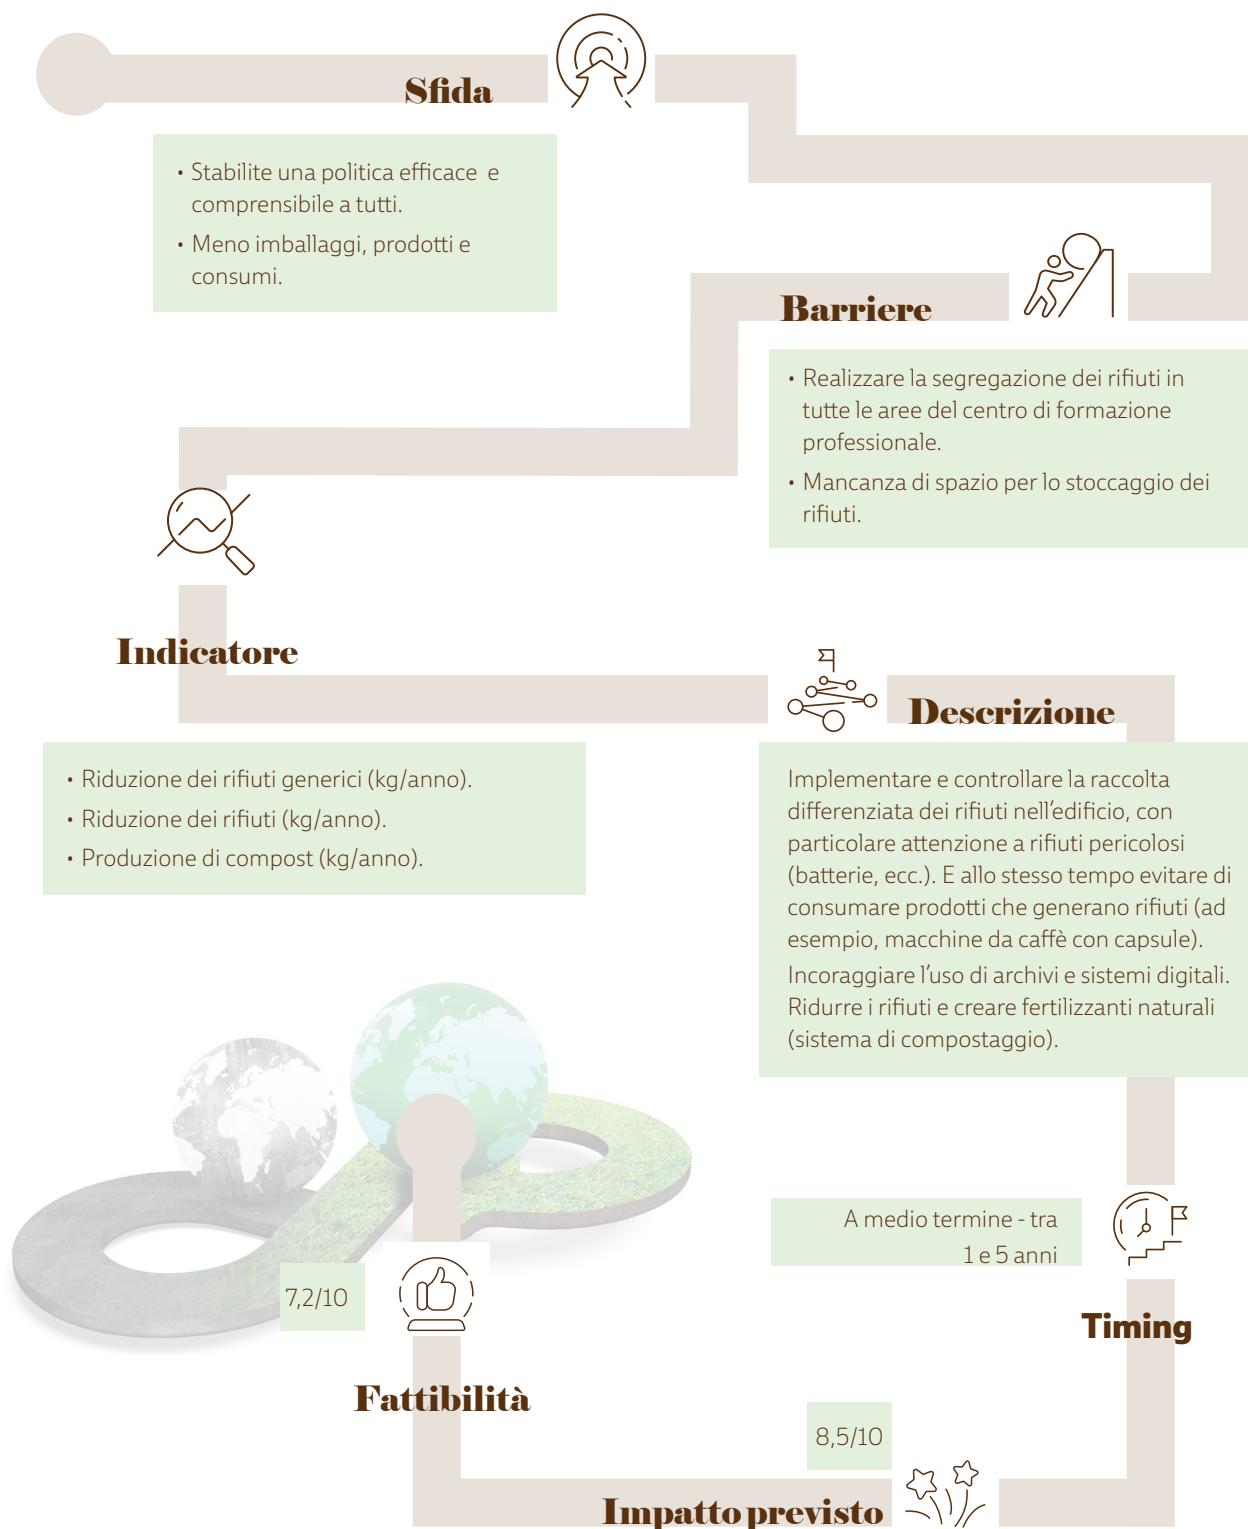 Sfida
• Stabilite una politica efficace e
comprensibile a tutti.
• Meno imballaggi, prodotti e
consumi.
Barriere
• Realizzare la segregazione dei rifiuti in
tutte le aree del centro di formazione
professionale.
• Mancanza di spazio per lo stoccaggio dei
rifiuti.
Indicatore
• Riduzione dei rifiuti generici (kg/anno).
• Riduzione dei rifiuti (kg/anno).
• Produzione di compost (kg/anno).
Descrizione
Implementare e controllare la raccolta
differenziata dei rifiuti nell'edificio, con
particolare attenzione a rifiuti pericolosi
(batterie, ecc.). E allo stesso tempo evitare di
consumare prodotti che generano rifiuti (ad
esempio, macchine da caffè con capsule).
Incoraggiare l'uso di archivi e sistemi digitali.
Ridurre i rifiuti e creare fertilizzanti naturali
(sistema di compostaggio).
A medio termine - tra
1 e 5 anni
Timing
8,5/10
Impatto previsto
7,2/10
Fattibilità